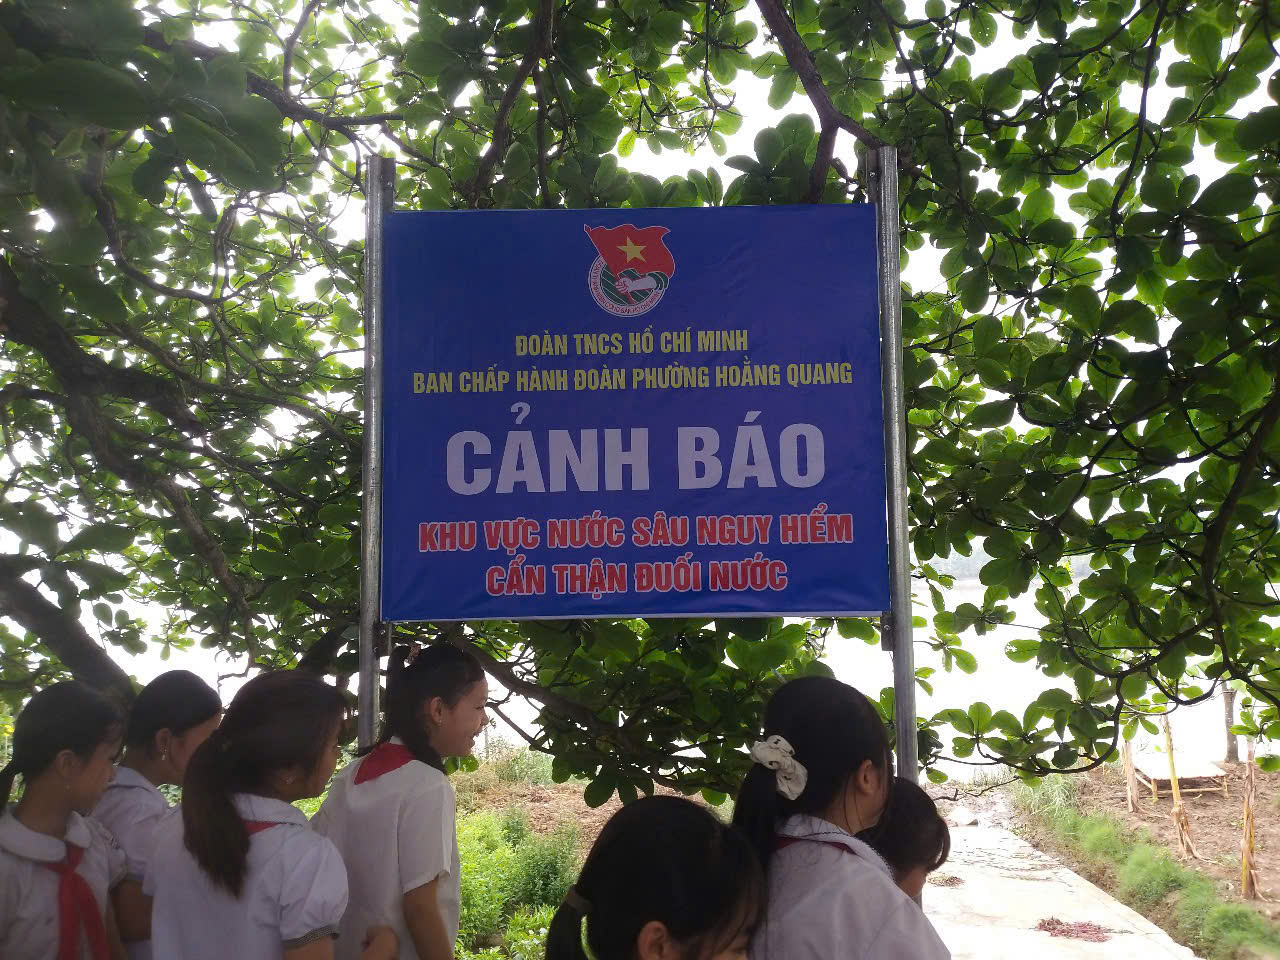 ĐOÀN TNCS HỒ CHÍ MINH
BAN CHẤP HÀNH ĐOÀN PHƯỜNG HOẰNG QUANG
CẢNH BÁO
KHU VỰC NƯỚC SÂU NGUY HIỂM
CẨN THẬN ĐUỐI NƯỚC